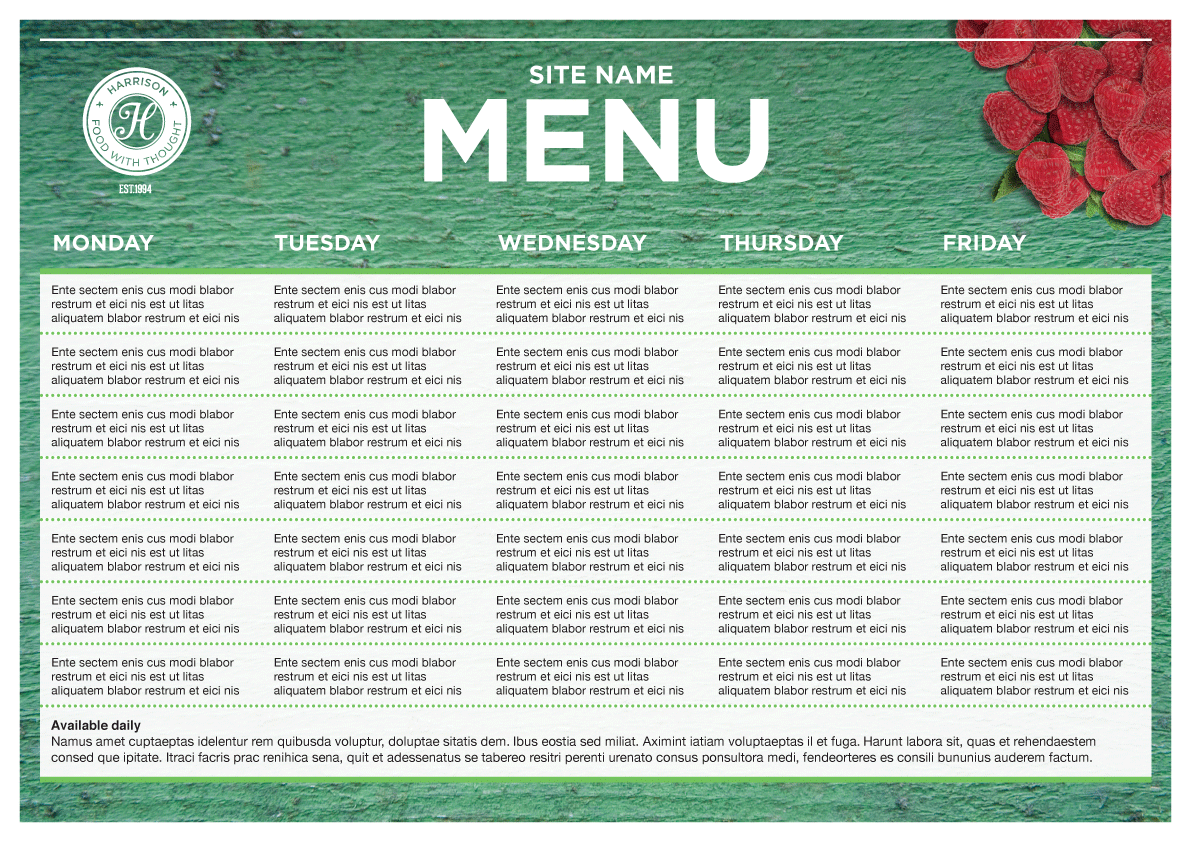 HARRISON
H
FOOD WITH THOUGHT
EST.1994
SITE NAME
MENU
MONDAY TUESDAY WEDNESDAY THURSDAY FRIDAY
Ente sectem enis cus modi blabor Ente sectem enis cus modi blabor Ente sectem enis cus modi blabor Ente sectem enis cus modi blabor Ente sectem enis cus modi blabor
restrum et eici nis est ut litas restrum et eici nis est ut litas restrum et eici nis est ut litas restrum et eici nis est ut litas restrum et eici nis est ut litas
aliquatem blabor restrum et eici nis aliquatem blabor restrum et eici nis aliquatem blabor restrum et eici nis aliquatem blabor restrum et eici nis aliquatem blabor restrum et eici nis
Ente sectem enis cus modi blabor Ente sectem enis cus modi blabor Ente sectem enis cus modi blabor Ente sectem enis cus modi blabor Ente sectem enis cus modi blabor
restrum et eici nis est ut litas restrum et eici nis est ut litas restrum et eici nis est ut litas restrum et eici nis est ut litas restrum et eici nis est ut litas
aliquatem blabor restrum et eici nis aliquatem blabor restrum et eici nis aliquatem blabor restrum et eici nis aliquatem blabor restrum et eici nis aliquatem blabor restrum et eici nis
Ente sectem enis cus modi blabor Ente sectem enis cus modi blabor Ente sectem enis cus modi blabor Ente sectem enis cus modi blabor Ente sectem enis cus modi blabor
restrum et eici nis est ut litas restrum et eici nis est ut litas restrum et eici nis est ut litas restrum et eici nis est ut litas restrum et eici nis est ut litas
aliquatem blabor restrum et eici nis aliquatem blabor restrum et eici nis aliquatem blabor restrum et eici nis aliquatem blabor restrum et eici nis aliquatem blabor restrum et eici nis
Ente sectem enis cus modi blabor Ente sectem enis cus modi blabor Ente sectem enis cus modi blabor Ente sectem enis cus modi blabor Ente sectem enis cus modi blabor
restrum et eici nis est ut litas restrum et eici nis est ut litas restrum et eici nis est ut litas restrum et eici nis est ut litas restrum et eici nis est ut litas
aliquatem blabor restrum et eici nis aliquatem blabor restrum et eici nis aliquatem blabor restrum et eici nis aliquatem blabor restrum et eici nis aliquatem blabor restrum et eici nis
Ente sectem enis cus modi blabor Ente sectem enis cus modi blabor Ente sectem enis cus modi blabor Ente sectem enis cus modi blabor Ente sectem enis cus modi blabor
restrum et eici nis est ut litas restrum et eici nis est ut litas restrum et eici nis est ut litas restrum et eici nis est ut litas restrum et eici nis est ut litas
aliquatem blabor restrum et eici nis aliquatem blabor restrum et eici nis aliquatem blabor restrum et eici nis aliquatem blabor restrum et eici nis aliquatem blabor restrum et eici nis
Ente sectem enis cus modi blabor Ente sectem enis cus modi blabor Ente sectem enis cus modi blabor Ente sectem enis cus modi blabor Ente sectem enis cus modi blabor
restrum et eici nis est ut litas restrum et eici nis est ut litas restrum et eici nis est ut litas restrum et eici nis est ut litas restrum et eici nis est ut litas
aliquatem blabor restrum et eici nis aliquatem blabor restrum et eici nis aliquatem blabor restrum et eici nis aliquatem blabor restrum et eici nis aliquatem blabor restrum et eici nis
Ente sectem enis cus modi blabor Ente sectem enis cus modi blabor Ente sectem enis cus modi blabor Ente sectem enis cus modi blabor Ente sectem enis cus modi blabor
restrum et eici nis est ut litas restrum et eici nis est ut litas restrum et eici nis est ut litas restrum et eici nis est ut litas restrum et eici nis est ut litas
aliquatem blabor restrum et eici nis aliquatem blabor restrum et eici nis aliquatem blabor restrum et eici nis aliquatem blabor restrum et eici nis aliquatem blabor restrum et eici nis
Available daily
Namus amet cuptaeptas idelentur rem quibusda voluptur, doluptae sitatis dem. Ibus eostia sed miliat. Aximint iatiam voluptaeptas il et fuga. Harunt labora sit, quas et rehendaestem
consed que ipitate. Itraci facris prac renihica sena, quit et adessenatus se tabereo resitri perenti urenato consus ponsultora medi, fendeorteres es consili bununius auderem factum.